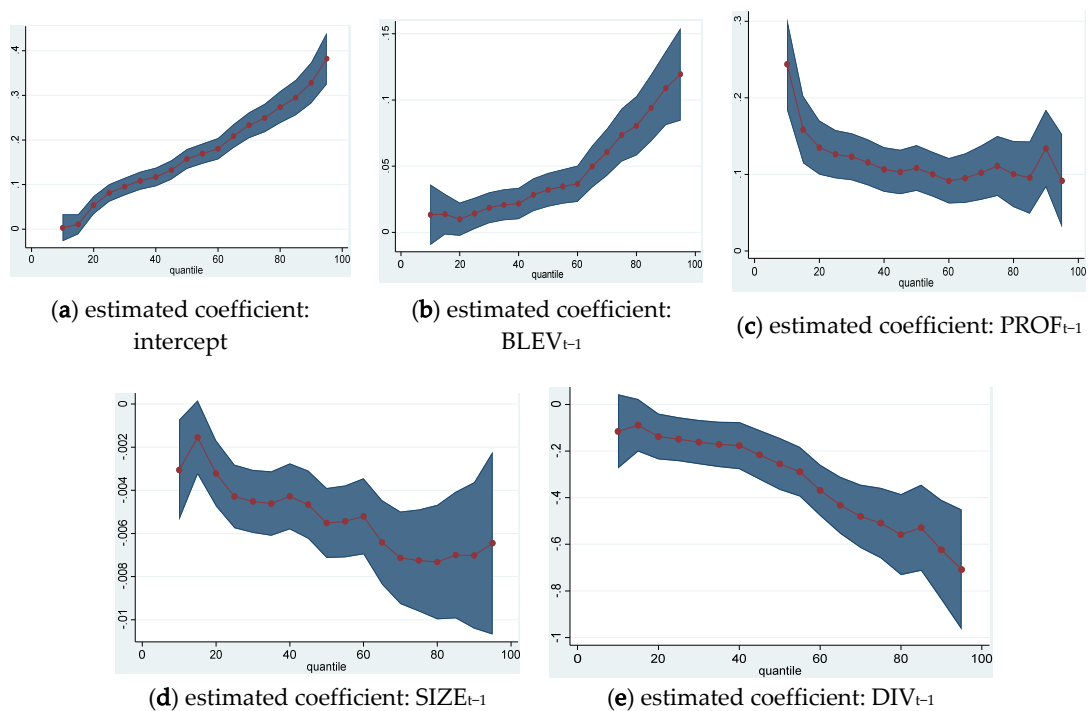 .4
.3
.2
.1
0
0 20 40 60 80 100
quantile
(a) estimated coefficient:
intercept
.15
.1
.05
0
0 20 40 60 80 100
quantile
(b) estimated coefficient:
BLEVt−1
.3
.2
.1
0
0 20 40 60 80 100
quantile
(c) estimated coefficient: PROFt−1
0
-.002
-.004
-.006
-.008
-.01
0 20 40 60 80 100
quantile
(d) estimated coefficient: SIZEt−1
0
-.2
-.4
-.6
-.8
-1
0 20 40 60 80 100
quantile
(e) estimated coefficient: DIVt−1